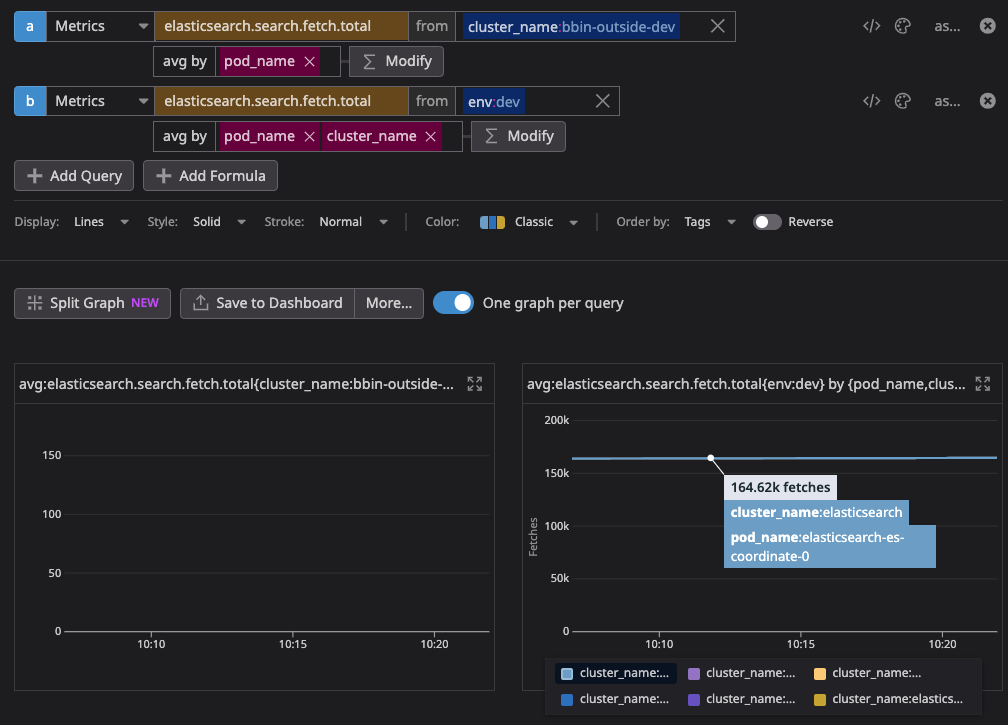 a Metrics elasticsearch.search.fetch.total from cluster_name:bbin-outside-dev as...
avg by pod_name Modify
b Metrics elasticsearch.search.fetch.total from env:dev as...
avg by pod_name cluster_name Modify
Add Query Add Formula
Display: Lines Style: Solid Stroke: Normal Color: Classic Order by: Tags Reverse
Split Graph NEW Save to Dashboard More... One graph per query
avg:elasticsearch.search.fetch.total{cluster_name:bbin-outside-...
150
100
50
0
10:10 10:15 10:20
avg:elasticsearch.search.fetch.total{env:dev} by {pod_name,clus...
Fetches
200k
150k
100k
50k
0
164.62k fetches
cluster_name:elasticsearch
pod_name:elasticsearch-es-
coordinate-0
10:10 10:15 10:20
cluster_name:... cluster_name:... cluster_name:...
cluster_name:... cluster_name:... cluster_name:elastics...